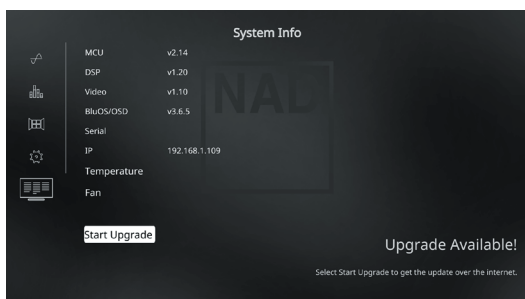 System Info
MCU v2.14
DSP v1.20
Video v1.10
BluOS/OSD v3.6.5
Serial
IP 192.168.1.109
Temperature
Fan
Start Upgrade
NAD
Upgrade Available!
Select Start Upgrade to get the update over the internet.